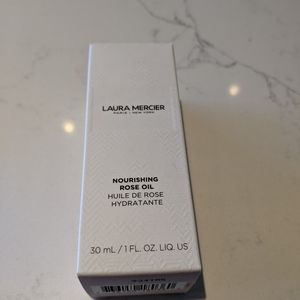 LAURA MERCIER
PARIS | NEW YORK
NOURISHING
ROSE OIL
HUILE DE ROSE
HYDRATANTE
30 mL / 1 FL. OZ. LIQ. US